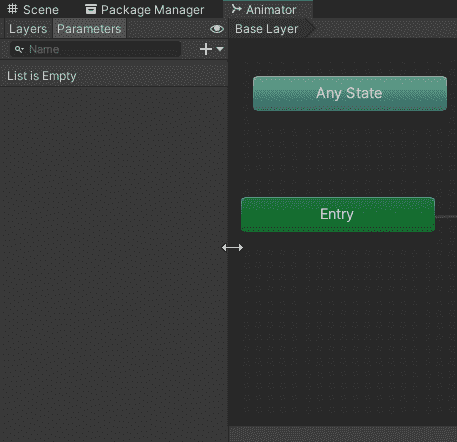 Scene Package Manager Animator
Layers Parameters Base Layer
Name
List is Empty
Any State
Entry